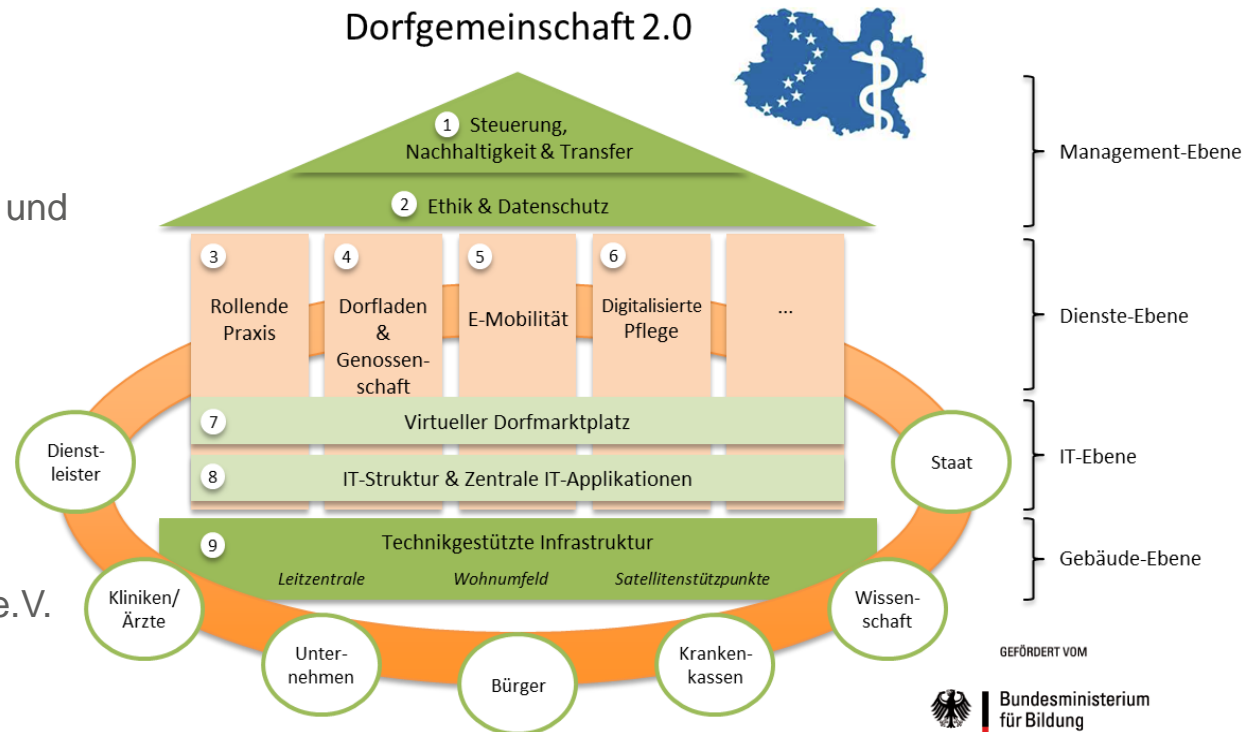 Dorfgemeinschaft 2.0
1 Steuerung,
Nachhaltigkeit & Transfer
Management-Ebene
und
2 Ethik & Datenschutz
3
Rollende
Praxis
4
Dorfladen
&
Genossen-
schaft
5
E-Mobilität
6
Digitalisierte
Pflege
...
Dienste-Ebene
7 Virtueller Dorfmarktplatz
8 IT-Struktur & Zentrale IT-Applikationen
IT-Ebene
9 Technikgestützte Infrastruktur
Leitzentrale Wohnumfeld Satellitenstützpunkte
Gebäude-Ebene
Dienst-
leister
Staat
e.V.
Kliniken/
Ärzte
Unter-
nehmen
Bürger
Kranken-
kassen
Wissen-
schaft
GEFÖRDERT VOM
Bundesministerium
für Bildung